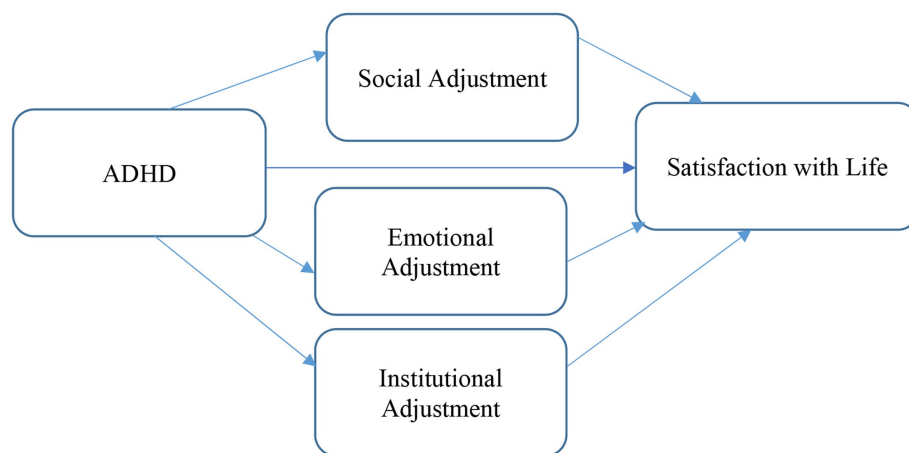 Social Adjustment
ADHD
Satisfaction with Life
Emotional
Adjustment
Institutional
Adjustment